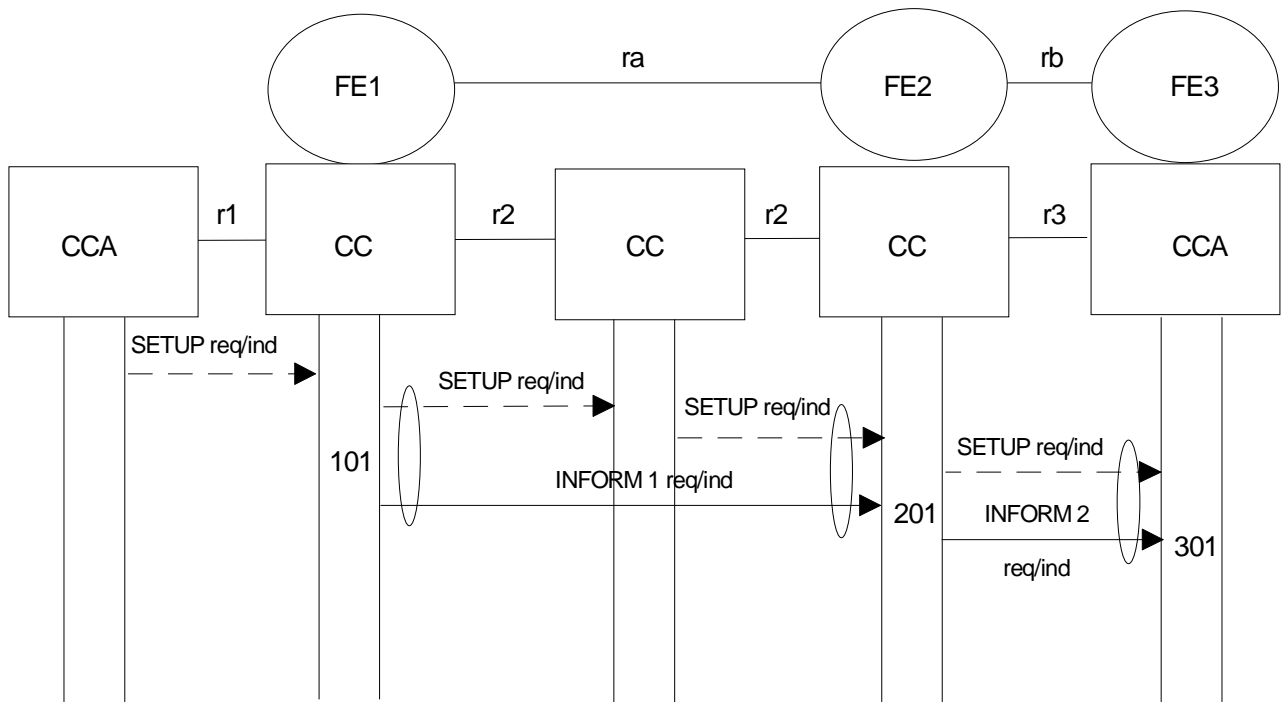 ra
rb
FE1
FE2
FE3
r1
r2
r2
r3
CCA
CC
CC
CC
CCA
SETUP req/ind
SETUP req/ind
SETUP req/ind
SETUP req/ind
101
INFORM 1 req/ind
201
INFORM 2
req/ind
301